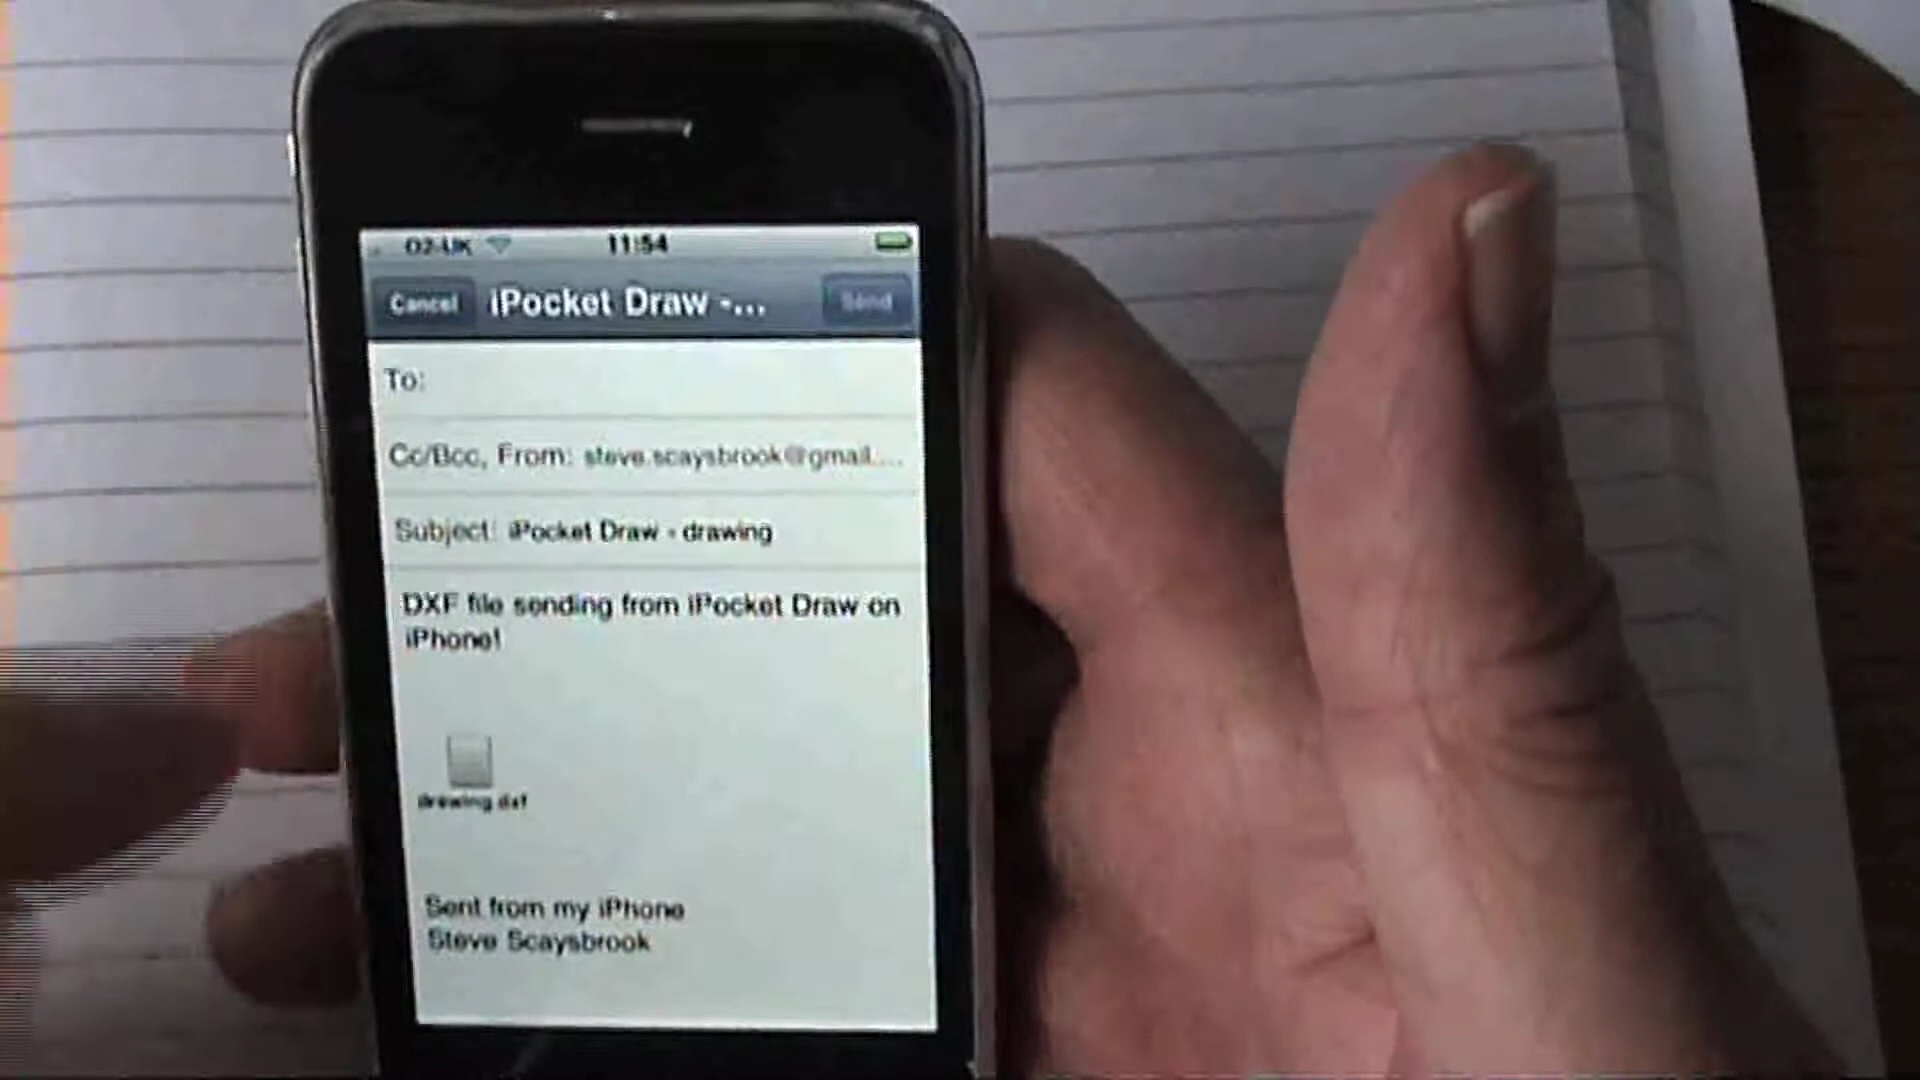 O2-UK 11:54
Cancel iPocket Draw -... Send
To:
Cc/Bcc, From: steve.scaysbrook@gmail....
Subject: iPocket Draw - drawing
DXF file sending from iPocket Draw on
iPhone!
drawing.dxf
Sent from my iPhone
Steve Scaysbrook